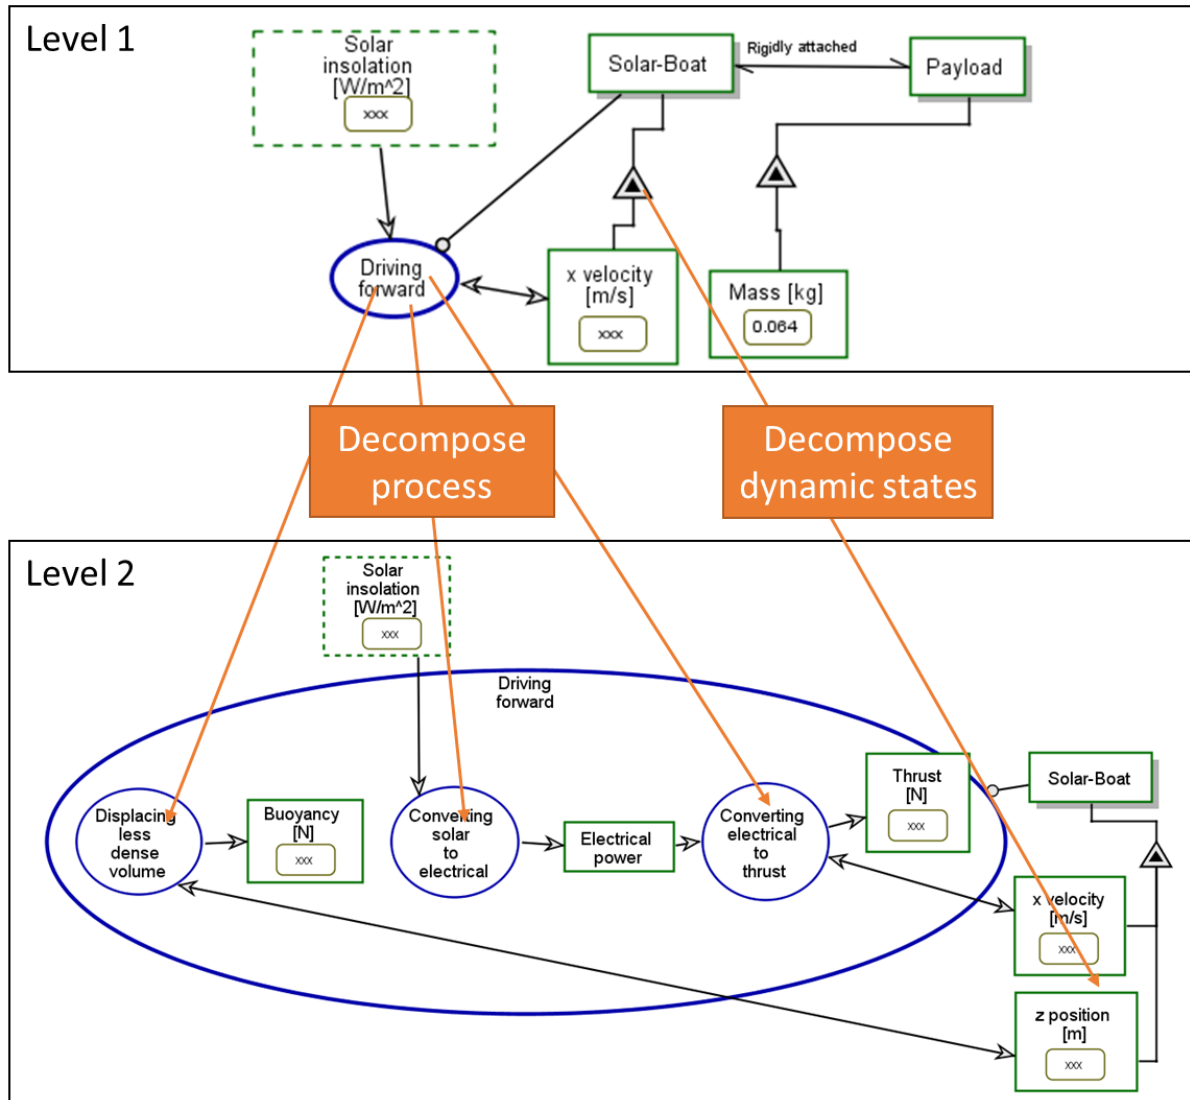 Level 1
Solar
insolation
[W/m^2]
xxx
Solar-Boat
Rigidly attached
Payload
Driving
forward
x velocity
[m/s]
xxx
Mass [kg]
0.064
Decompose
process
Decompose
dynamic states
Level 2
Solar
insolation
[W/m^2]
xxx
Driving
forward
Displacing
less
dense
volume
Buoyancy
[N]
xxx
Converting
solar
to
electrical
Electrical
power
Converting
electrical
to
thrust
Thrust
[N]
xxx
Solar-Boat
x velocity
[m/s]
xxx
z position
[m]
xxx